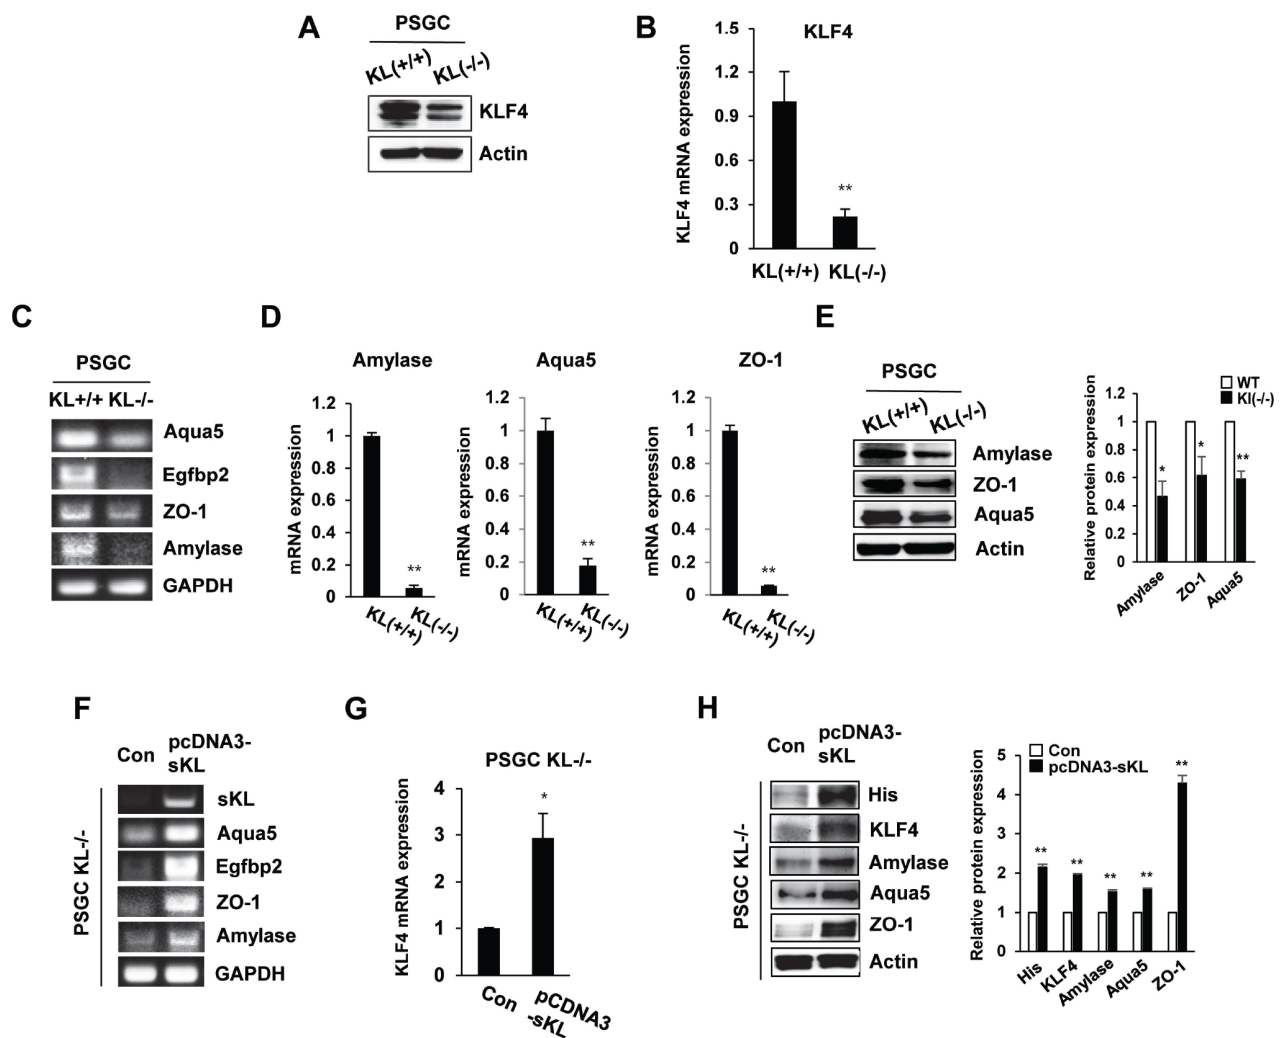 A
PSGC
KL(+/+) KL(-/-)
KLF4
Actin
B
KLF4
KLF4 mRNA expression
1.5
1.2
0.9
0.6
0.3
0
**
KL(+/+) KL(-/-)
C
PSGC
KL+/+ KL-/-
Aqua5
Egfbp2
ZO-1
Amylase
GAPDH
D
Amylase
mRNA expression
1.2
1
0.8
0.6
0.4
0.2
0
**
KL(+/+)
KL(-/-)
Aqua5
mRNA expression
1.2
1
0.8
0.6
0.4
0.2
0
**
KL(+/+)
KL(-/-)
ZO-1
mRNA expression
1.2
1
0.8
0.6
0.4
0.2
0
**
KL(+/+)
KL(-/-)
E
PSGC
KL(+/+) KL(-/-)
Amylase
ZO-1
Aqua5
Actin
WT
Kl(-/-)
Relative protein expression
1.2
1
0.8
0.6
0.4
0.2
0
*
*
**
Amylase
ZO-1
Aqua5
F
Con
pcDNA3-
sKL
PSGC KL-/-
sKL
Aqua5
Egfbp2
ZO-1
Amylase
GAPDH
G
PSGC KL-/-
KLF4 mRNA expression
4
3
2
1
0
*
Con
pCDNA3
-sKL
H
Con
pcDNA3-
sKL
PSGC KL-/-
His
KLF4
Amylase
Aqua5
ZO-1
Actin
Con
pcDNA3-sKL
Relative protein expression
5
4
3
2
1
0
**
**
**
**
**
His
KLF4
Amylase
Aqua5
ZO-1